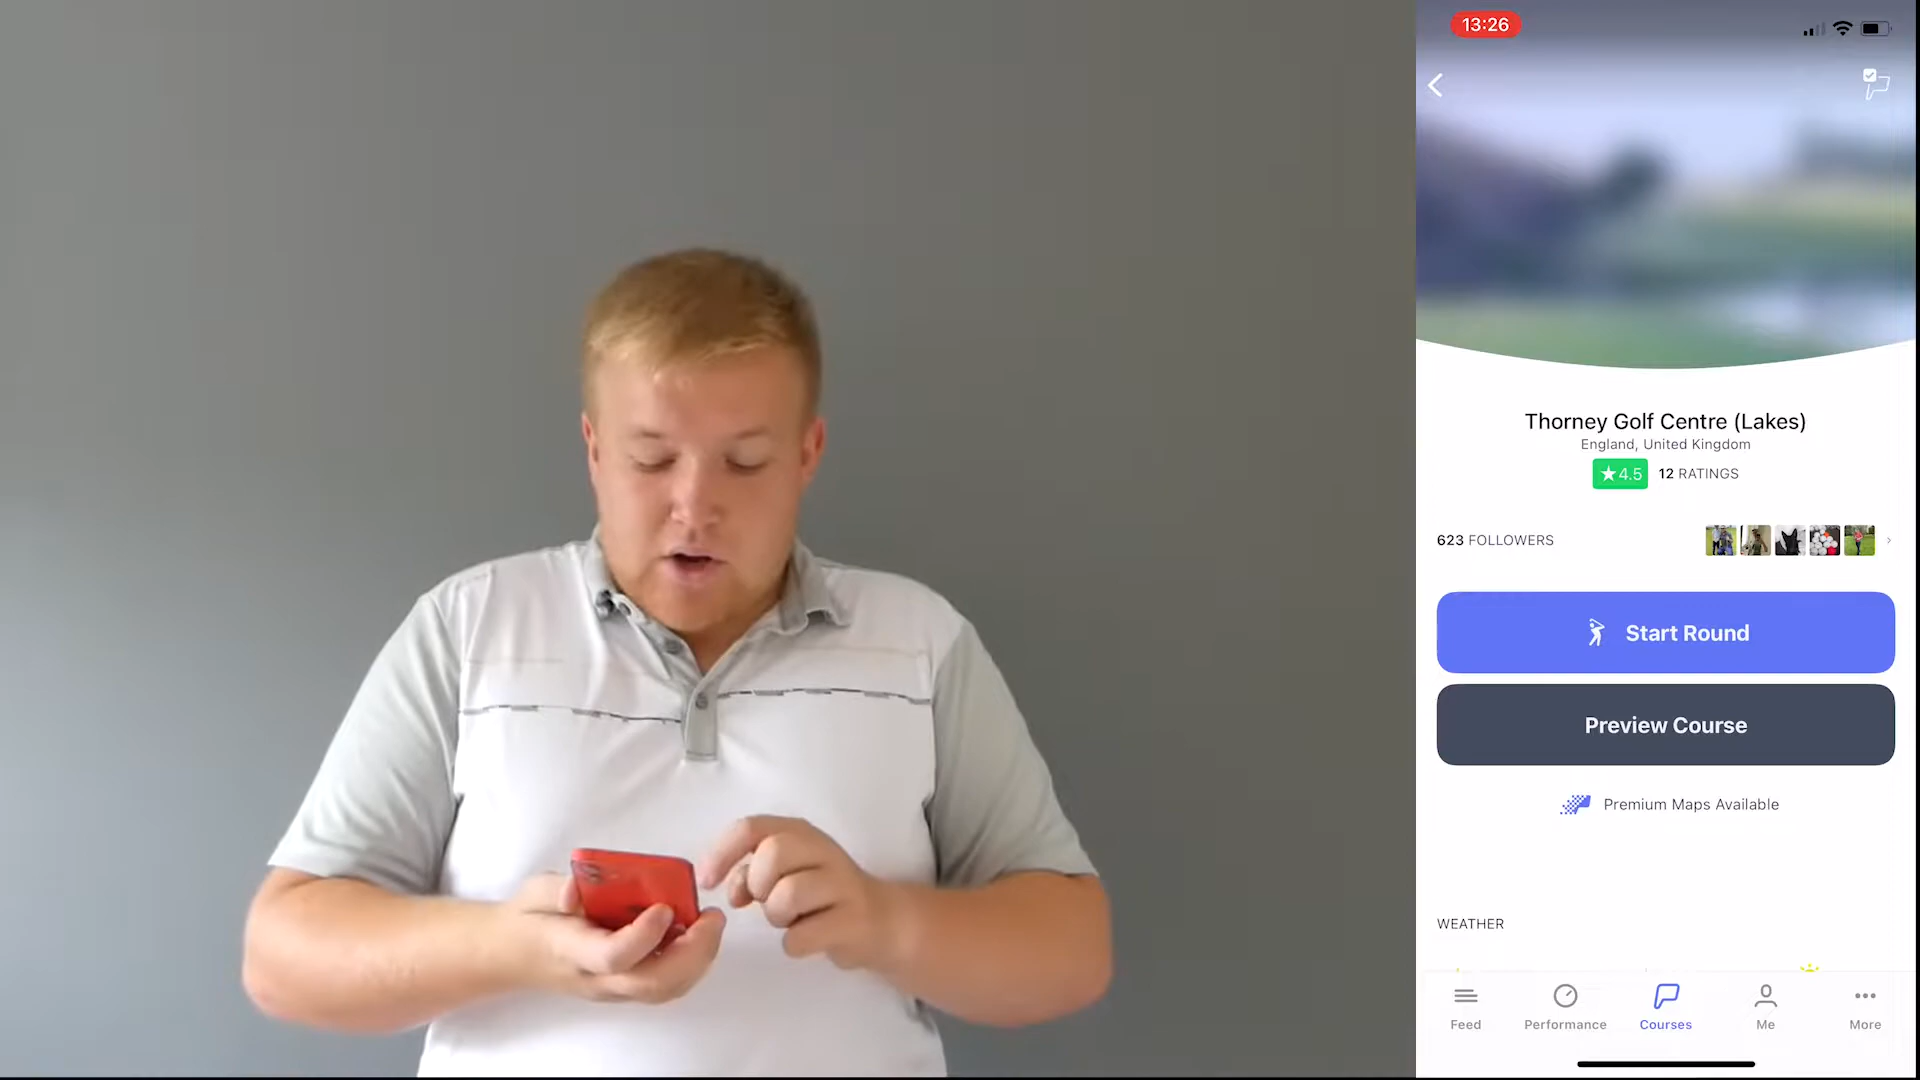 13:26
Thorney Golf Centre (Lakes)
England, United Kingdom
★4.5 12 RATINGS
623 FOLLOWERS
Start Round
Preview Course
Premium Maps Available
WEATHER
Feed Performance Courses Me More